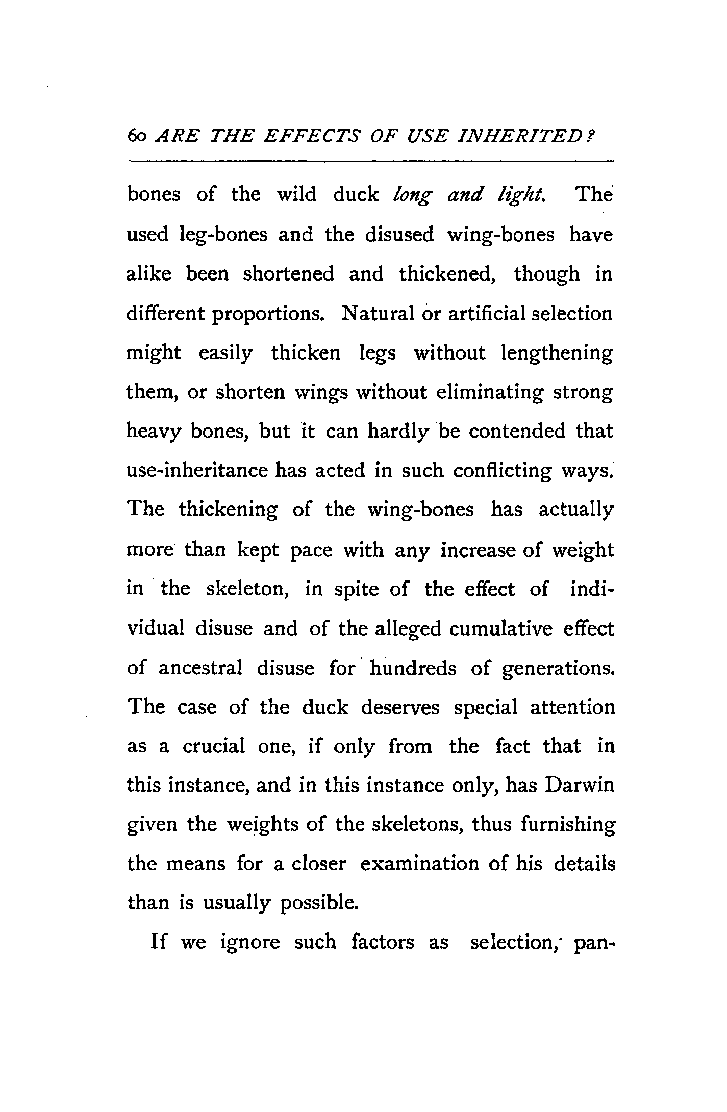 60 ARE THE EFFECTS OF USE INHERITED?
bones of the wild duck long and light. The
used leg-bones and the disused wing-bones have
alike been shortened and thickened, though in
different proportions. Natural or artificial selection
might easily thicken legs without lengthening
them, or shorten wings without eliminating strong
heavy bones, but it can hardly be contended that
use-inheritance has acted in such conflicting ways.
The thickening of the wing-bones has actually
more than kept pace with any increase of weight
in the skeleton, in spite of the effect of indi-
vidual disuse and of the alleged cumulative effect
of ancestral disuse for hundreds of generations.
The case of the duck deserves special attention
as a crucial one, if only from the fact that in
this instance, and in this instance only, has Darwin
given the weights of the skeletons, thus furnishing
the means for a closer examination of his details
than is usually possible.
If we ignore such factors as selection, pan-